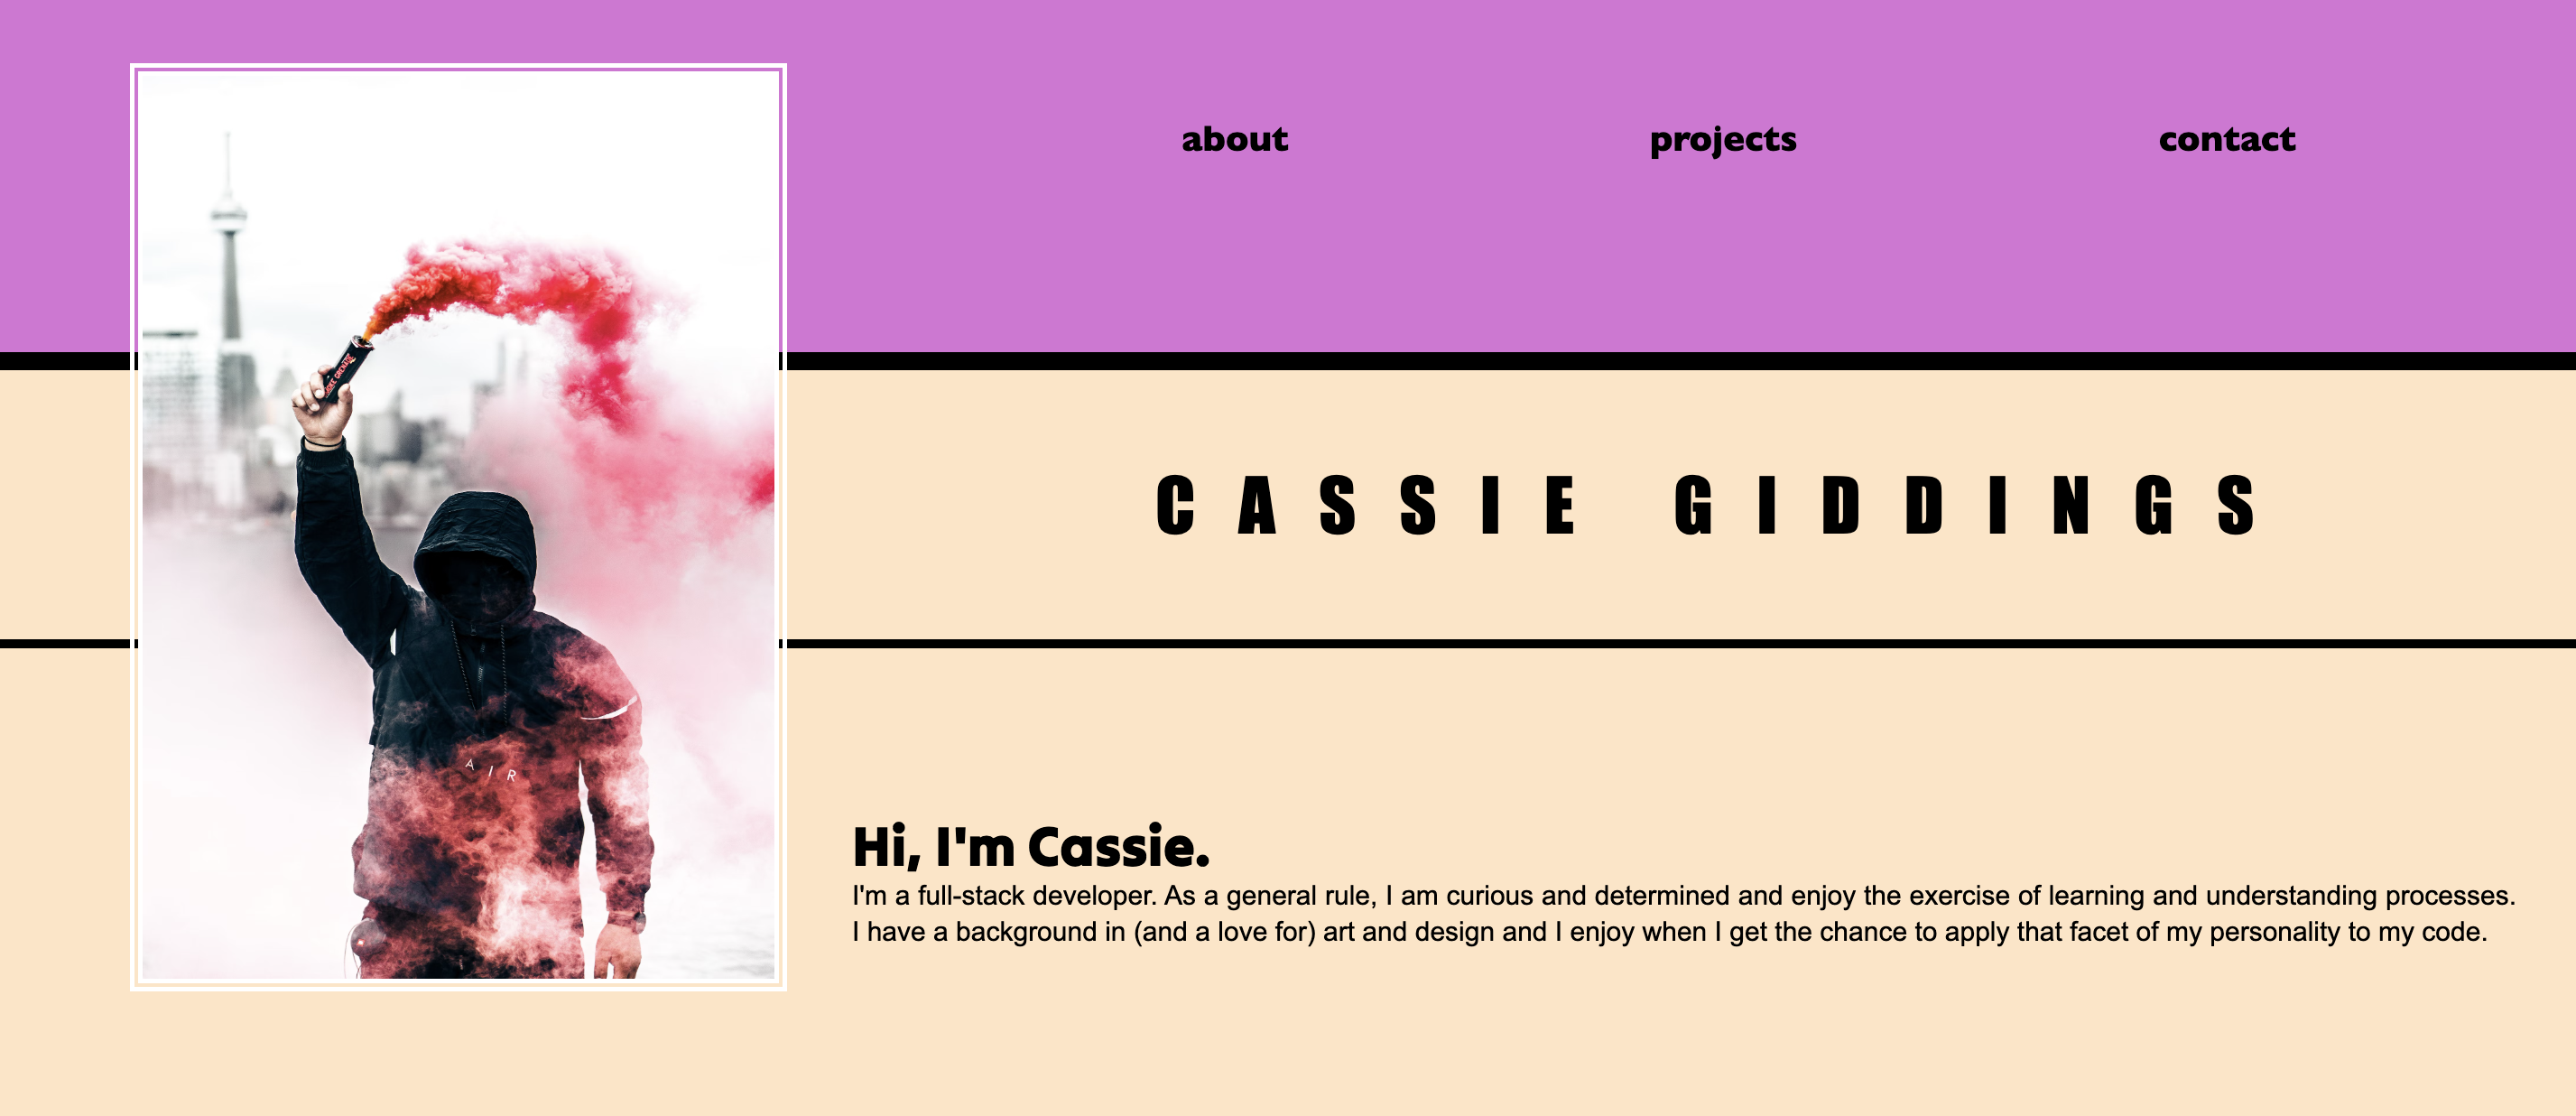 about projects contact
CASSIE GIDDINGS
AIR
Hi, I'm Cassie.
I'm a full-stack developer. As a general rule, I am curious and determined and enjoy the exercise of learning and understanding processes.
I have a background in (and a love for) art and design and I enjoy when I get the chance to apply that facet of my personality to my code.